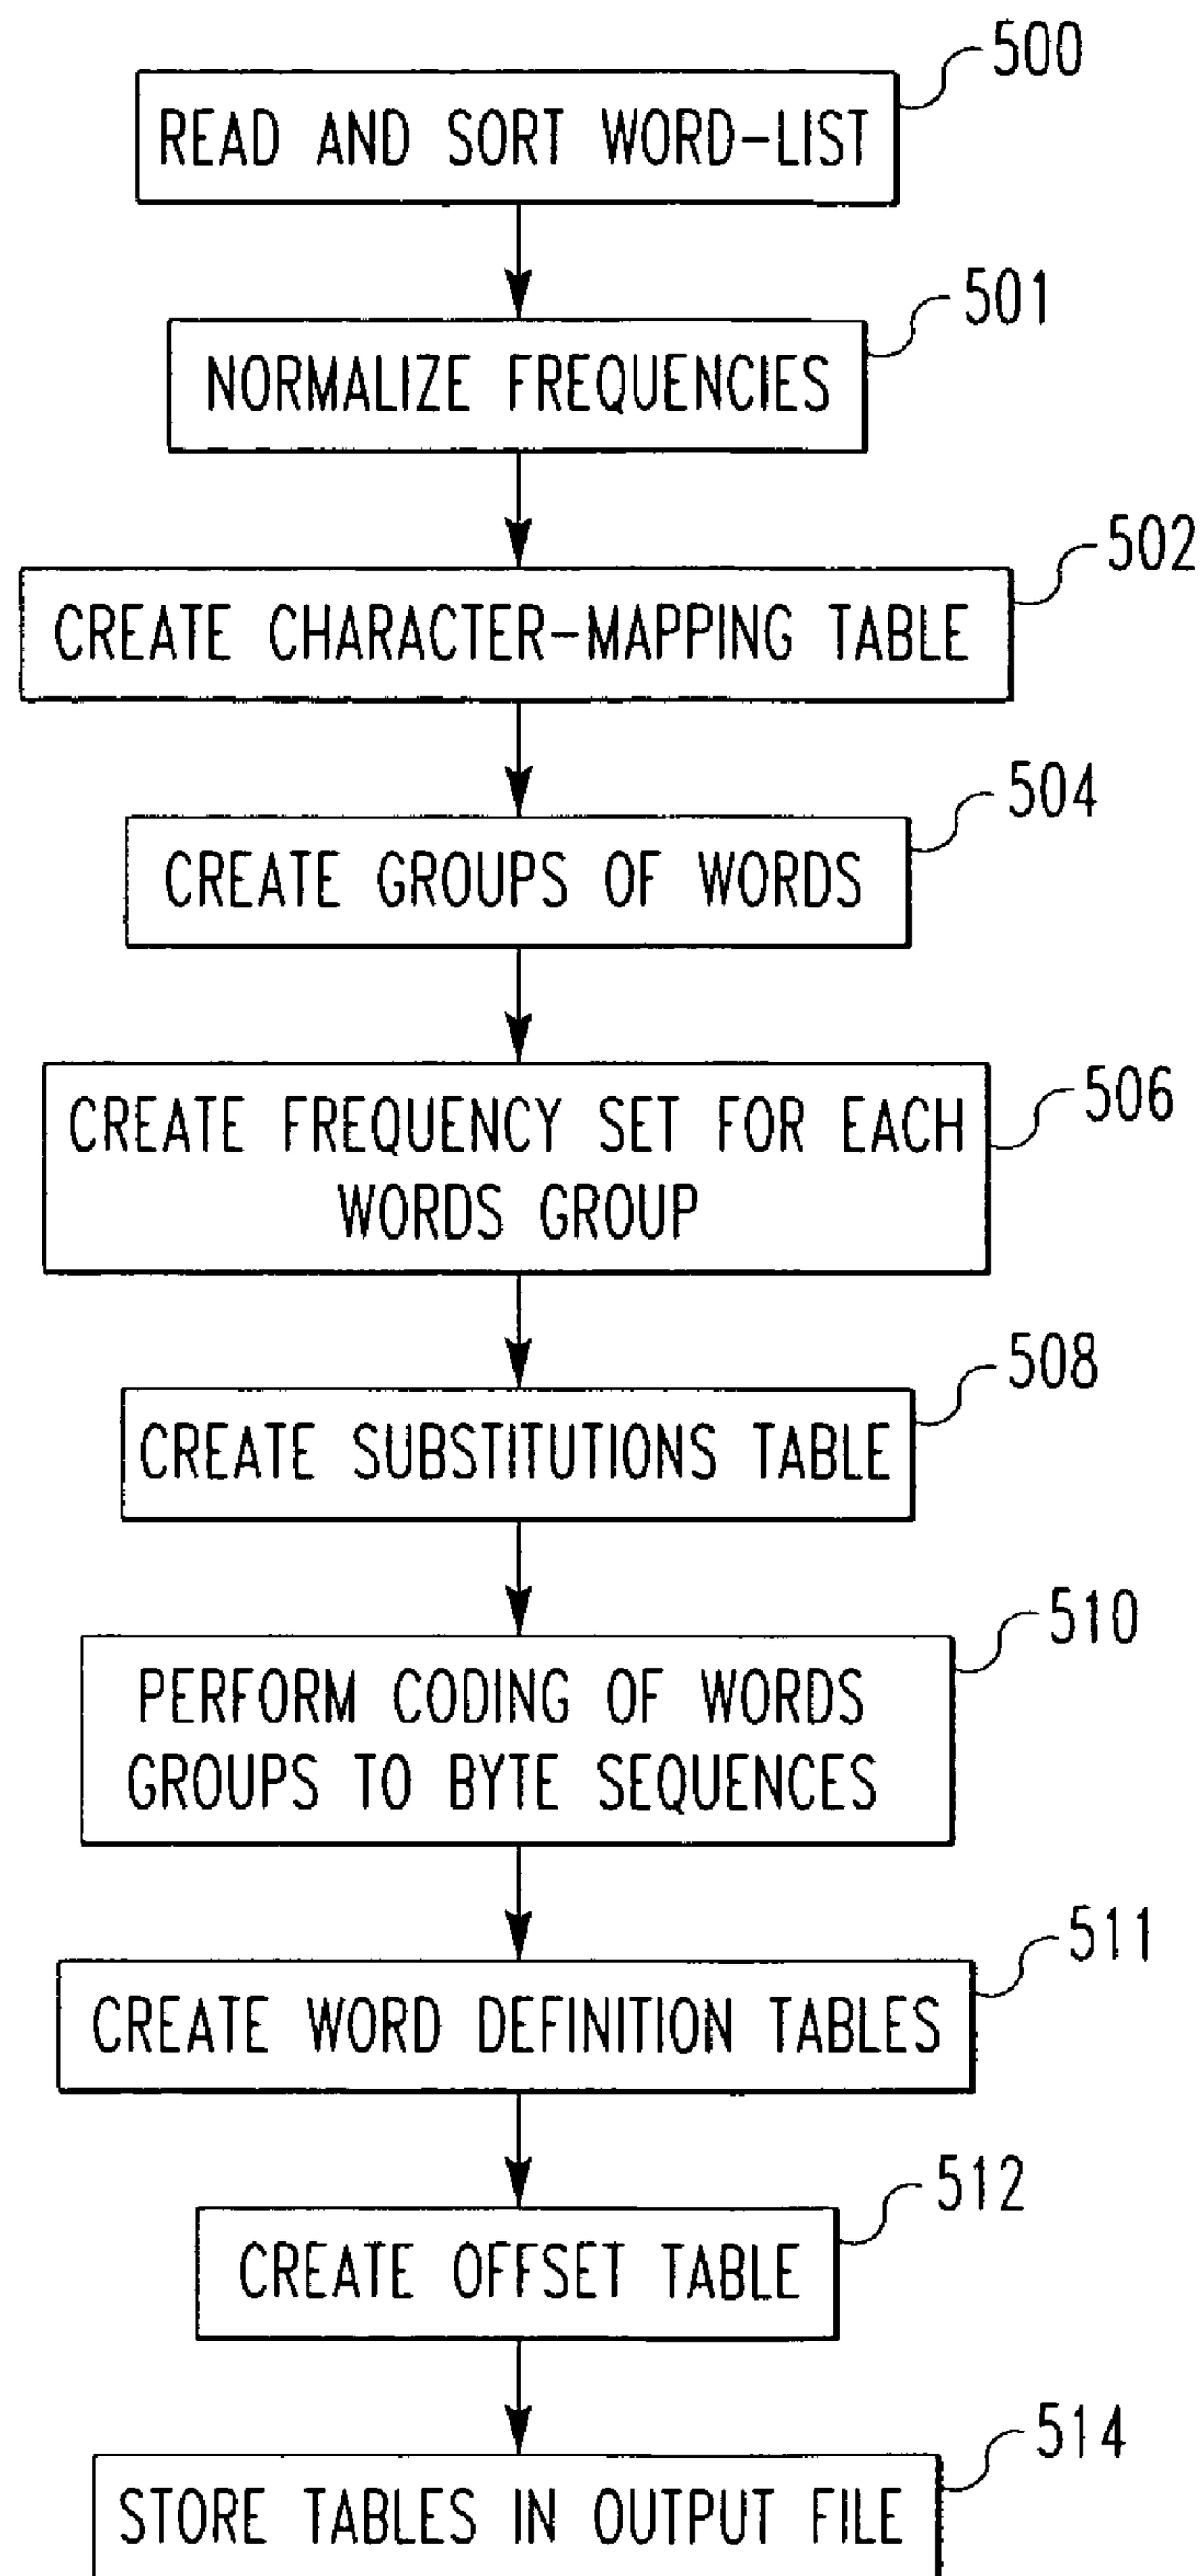 500
READ AND SORT WORD-LIST
501
NORMALIZE FREQUENCIES
502
CREATE CHARACTER-MAPPING TABLE
504
CREATE GROUPS OF WORDS
506
CREATE FREQUENCY SET FOR EACH
WORDS GROUP
508
CREATE SUBSTITUTIONS TABLE
510
PERFORM CODING OF WORDS
GROUPS TO BYTE SEQUENCES
511
CREATE WORD DEFINITION TABLES
512
CREATE OFFSET TABLE
514
STORE TABLES IN OUTPUT FILE